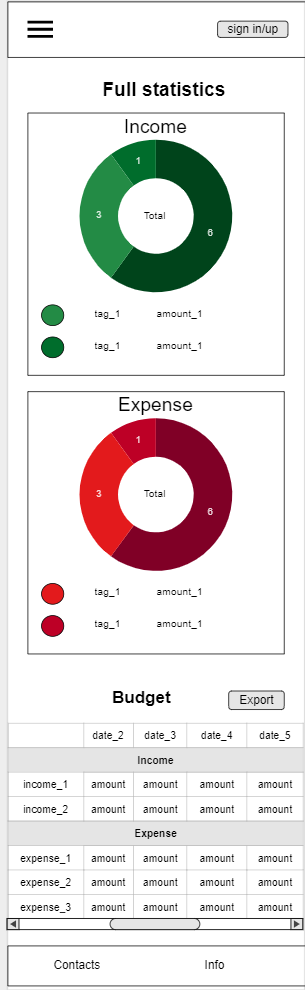 sign in/up
Full statistics
Income
1
3
Total
6
tag_1 amount_1
tag_1 amount_1
Expense
1
3
Total
6
tag_1 amount_1
tag_1 amount_1
Budget Export
date_2 date_3 date_4 date_5
Income
income_1 amount amount amount amount
income_2 amount amount amount amount
Expense
expense_1 amount amount amount amount
expense_2 amount amount amount amount
expense_3 amount amount amount amount
Contacts Info